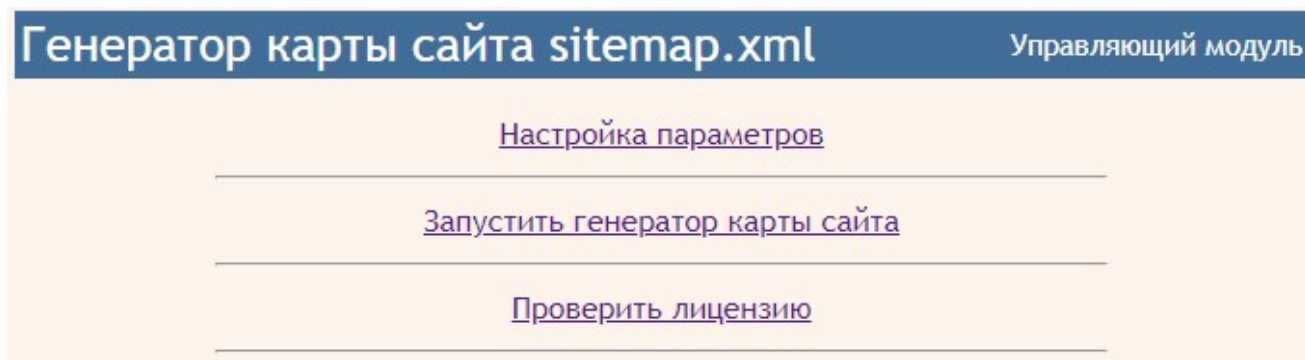 Генератор карты сайта sitemap.xml Управляющий модуль
Настройка параметров
Запустить генератор карты сайта
Проверить лицензию